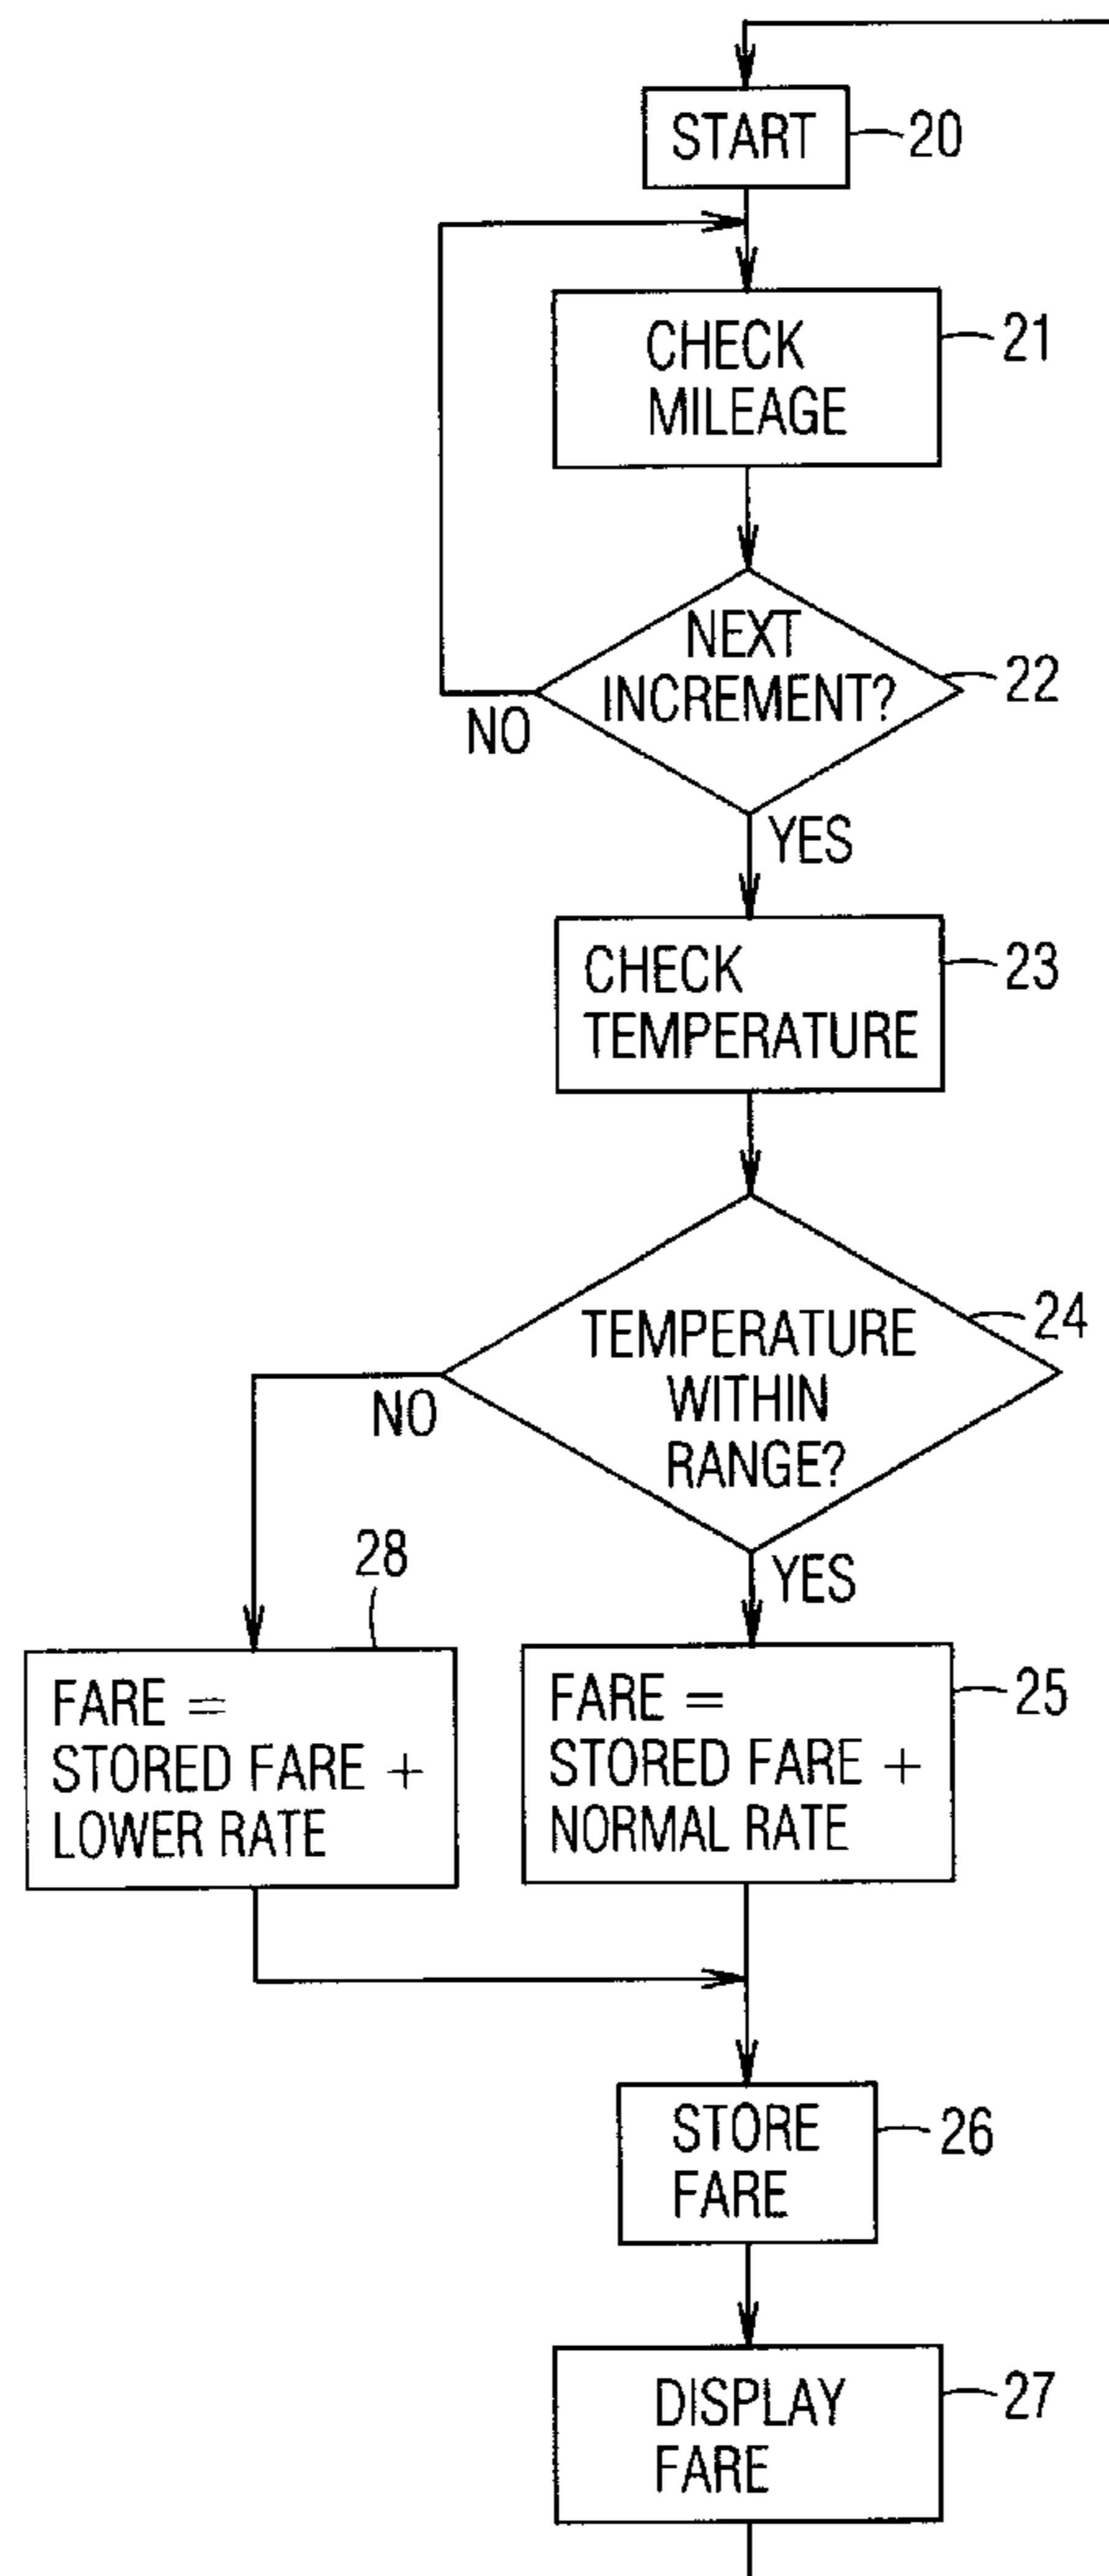 START
20
CHECK
MILEAGE
21
NEXT
INCREMENT?
22
NO
YES
CHECK
TEMPERATURE
23
TEMPERATURE
WITHIN
RANGE?
24
NO
YES
28
FARE =
STORED FARE +
LOWER RATE
FARE =
STORED FARE +
NORMAL RATE
25
STORE
FARE
26
DISPLAY
FARE
27